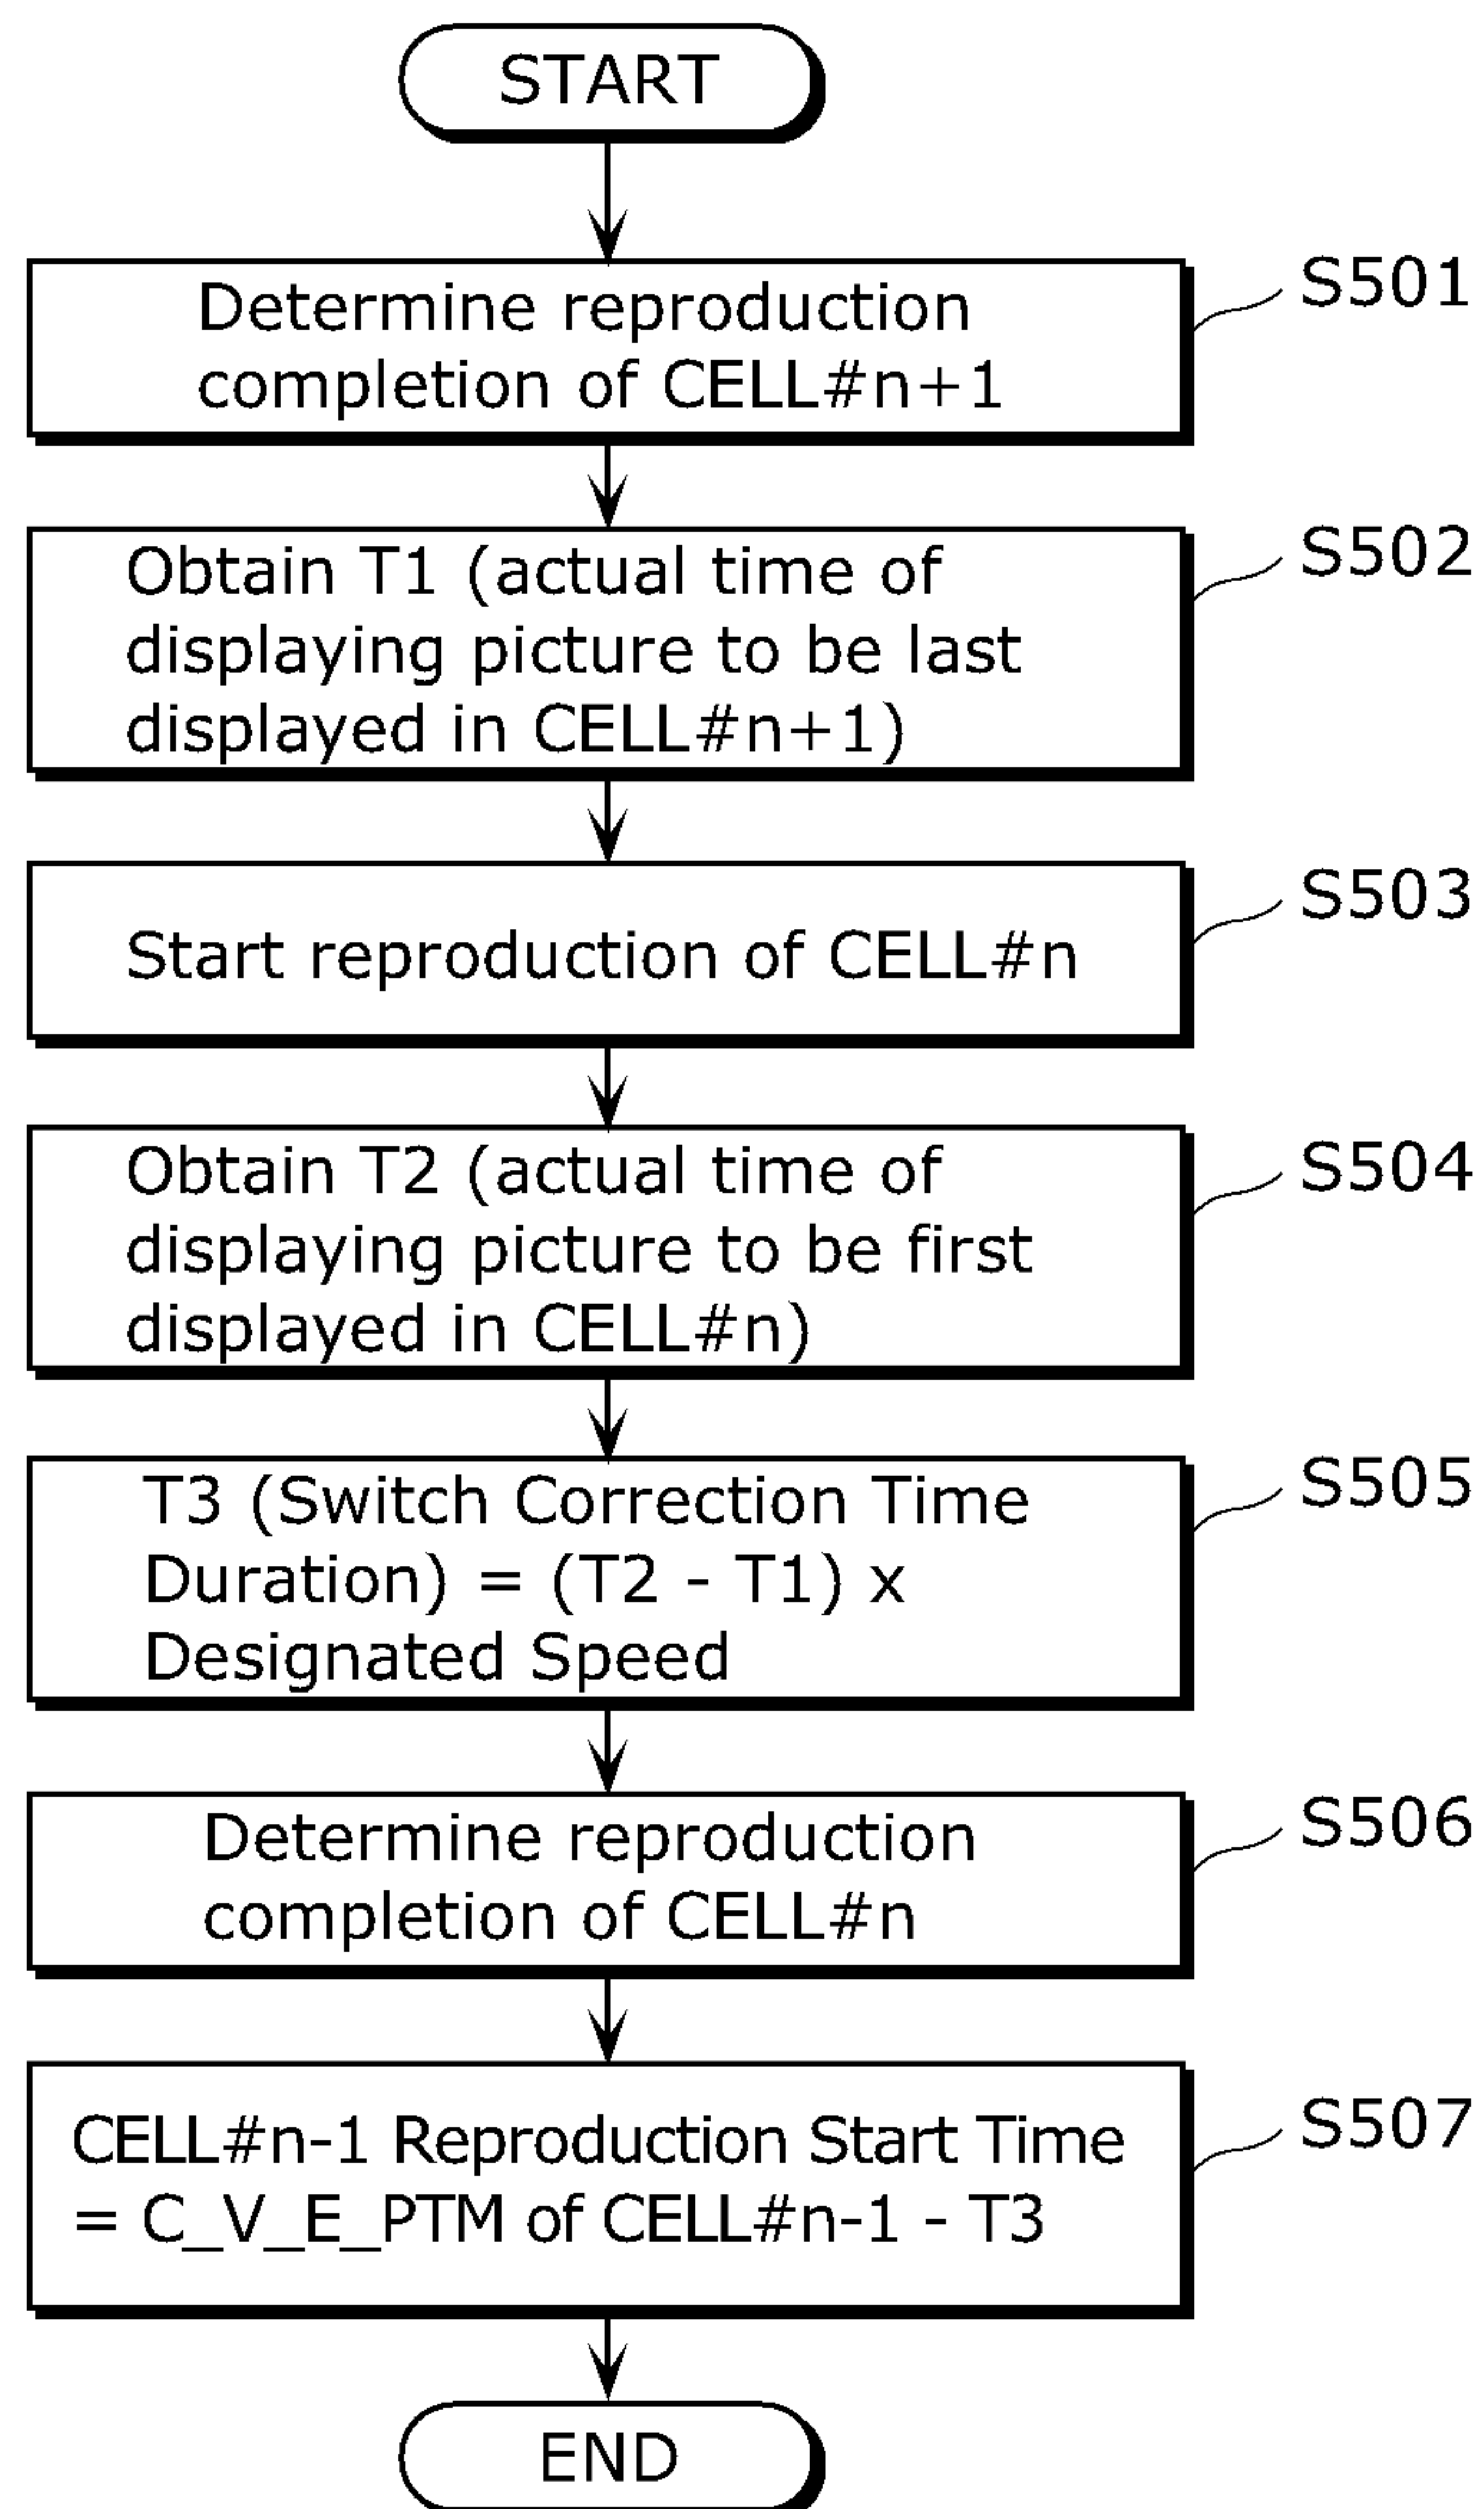 START
Determine reproduction
completion of CELL#n+1
S501
Obtain T1 (actual time of
displaying picture to be last
displayed in CELL#n+1)
S502
Start reproduction of CELL#n
S503
Obtain T2 (actual time of
displaying picture to be first
displayed in CELL#n)
S504
T3 (Switch Correction Time
Duration) = (T2 - T1) x
Designated Speed
S505
Determine reproduction
completion of CELL#n
S506
CELL#n-1 Reproduction Start Time
= C_V_E_PTM of CELL#n-1 - T3
S507
END